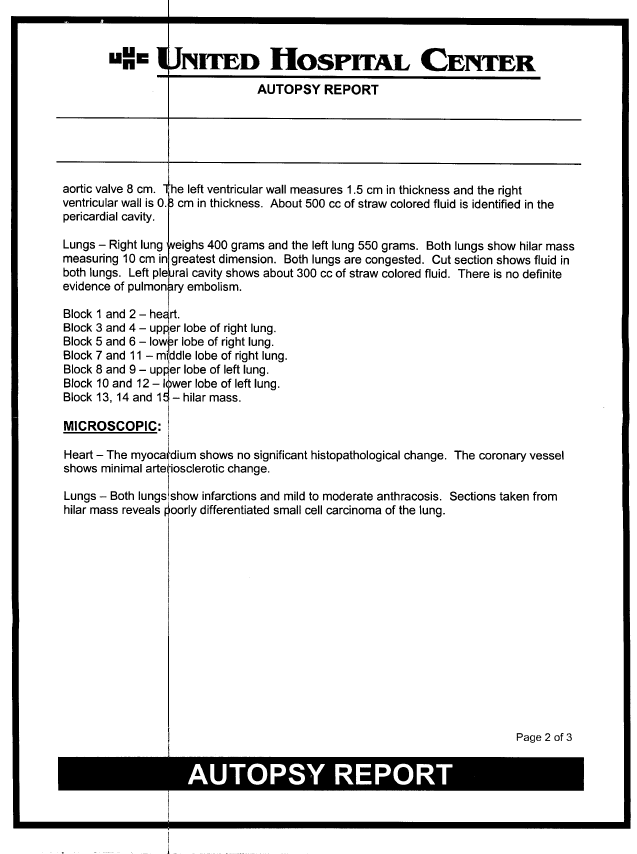 UNITED HOSPITAL CENTER
AUTOPSY REPORT
aortic valve 8 cm. The left ventricular wall measures 1.5 cm in thickness and the right
ventricular wall is 0.8 cm in thickness. About 500 cc of straw colored fluid is identified in the
pericardial cavity.
Lungs – Right lung weighs 400 grams and the left lung 550 grams. Both lungs show hilar mass
measuring 10 cm in greatest dimension. Both lungs are congested. Cut section shows fluid in
both lungs. Left pleural cavity shows about 300 cc of straw colored fluid. There is no definite
evidence of pulmonary embolism.
Block 1 and 2 – heart.
Block 3 and 4 – upper lobe of right lung.
Block 5 and 6 – lower lobe of right lung.
Block 7 and 11 – middle lobe of right lung.
Block 8 and 9 – upper lobe of left lung.
Block 10 and 12 – lower lobe of left lung.
Block 13, 14 and 15 – hilar mass.
MICROSCOPIC:
Heart – The myocardium shows no significant histopathological change. The coronary vessel
shows minimal arteriosclerotic change.
Lungs – Both lungs show infarctions and mild to moderate anthracosis. Sections taken from
hilar mass reveals poorly differentiated small cell carcinoma of the lung.
Page 2 of 3
AUTOPSY REPORT